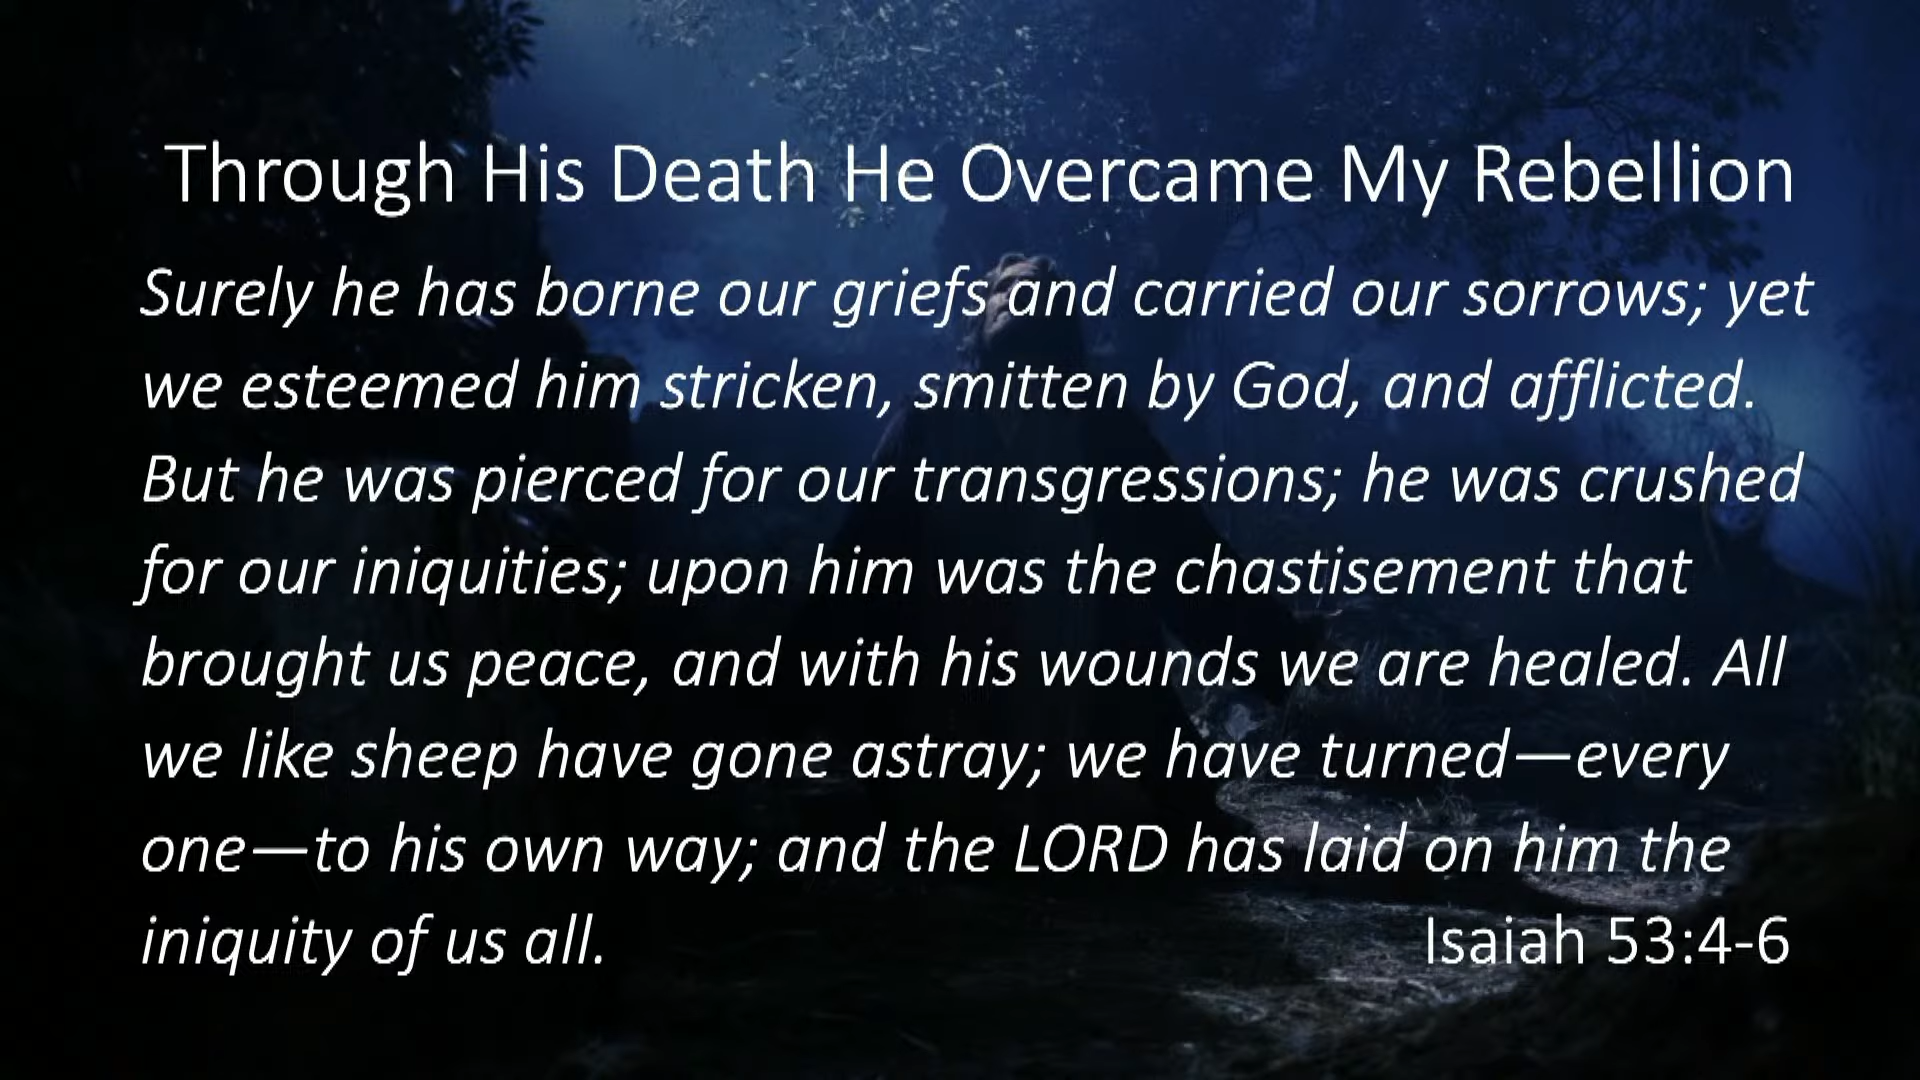 Through His Death He Overcame My Rebellion
Surely he has borne our griefs and carried our sorrows; yet
we esteemed him stricken, smitten by God, and afflicted.
But he was pierced for our transgressions; he was crushed
for our iniquities; upon him was the chastisement that
brought us peace, and with his wounds we are healed. All
we like sheep have gone astray; we have turned—every
one—to his own way; and the LORD has laid on him the
iniquity of us all. Isaiah 53:4-6